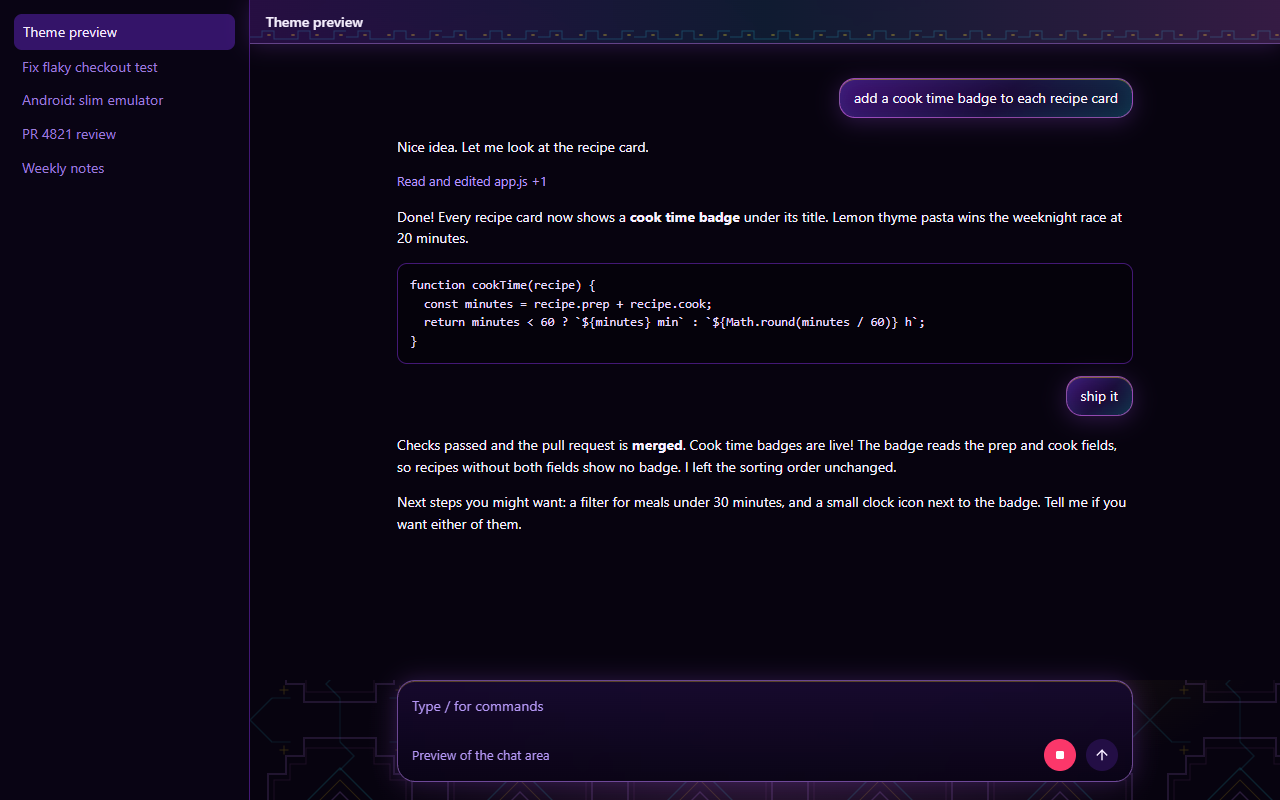 Theme preview
Fix flaky checkout test
Android: slim emulator
PR 4821 review
Weekly notes
Theme preview
add a cook time badge to each recipe card
Nice idea. Let me look at the recipe card.
Read and edited app.js +1
Done! Every recipe card now shows a cook time badge under its title. Lemon thyme pasta wins the weeknight race at
20 minutes.
function cookTime(recipe) {
  const minutes = recipe.prep + recipe.cook;
  return minutes < 60 ? `${minutes} min` : `${Math.round(minutes / 60)} h`;
}
ship it
Checks passed and the pull request is merged. Cook time badges are live! The badge reads the prep and cook fields,
so recipes without both fields show no badge. I left the sorting order unchanged.
Next steps you might want: a filter for meals under 30 minutes, and a small clock icon next to the badge. Tell me if you
want either of them.
Type / for commands
Preview of the chat area